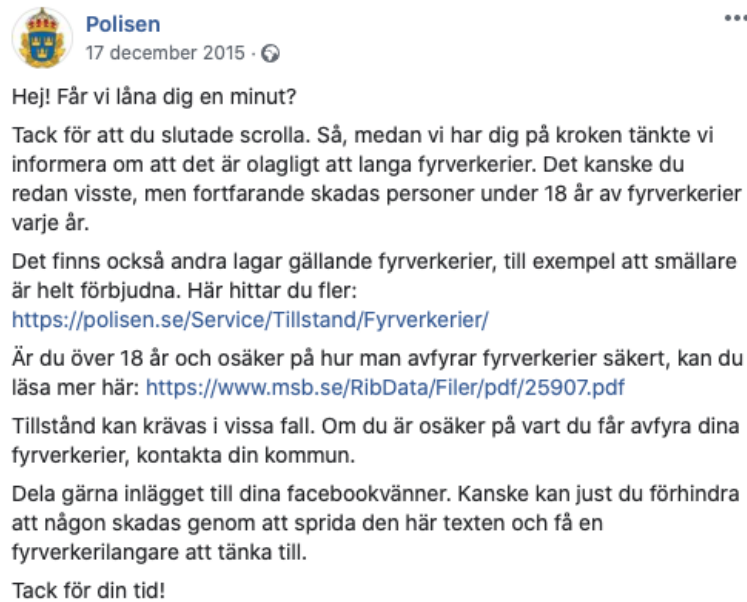 Polisen
17 december 2015 ·
Hej! Får vi låna dig en minut?
Tack för att du slutade scrolla. Så, medan vi har dig på kroken tänkte vi
informera om att det är olagligt att langa fyrverkerier. Det kanske du
redan visste, men fortfarande skadas personer under 18 år av fyrverkerier
varje år.
Det finns också andra lagar gällande fyrverkerier, till exempel att smällare
är helt förbjudna. Här hittar du fler:
https://polisen.se/Service/Tillstand/Fyrverkerier/
Är du över 18 år och osäker på hur man avfyrar fyrverkerier säkert, kan du
läsa mer här: https://www.msb.se/RibData/Filer/pdf/25907.pdf
Tillstånd kan krävas i vissa fall. Om du är osäker på vart du får avfyra dina
fyrverkerier, kontakta din kommun.
Dela gärna inlägget till dina facebookvänner. Kanske kan just du förhindra
att någon skadas genom att sprida den här texten och få en
fyrverkerilangare att tänka till.
Tack för din tid!